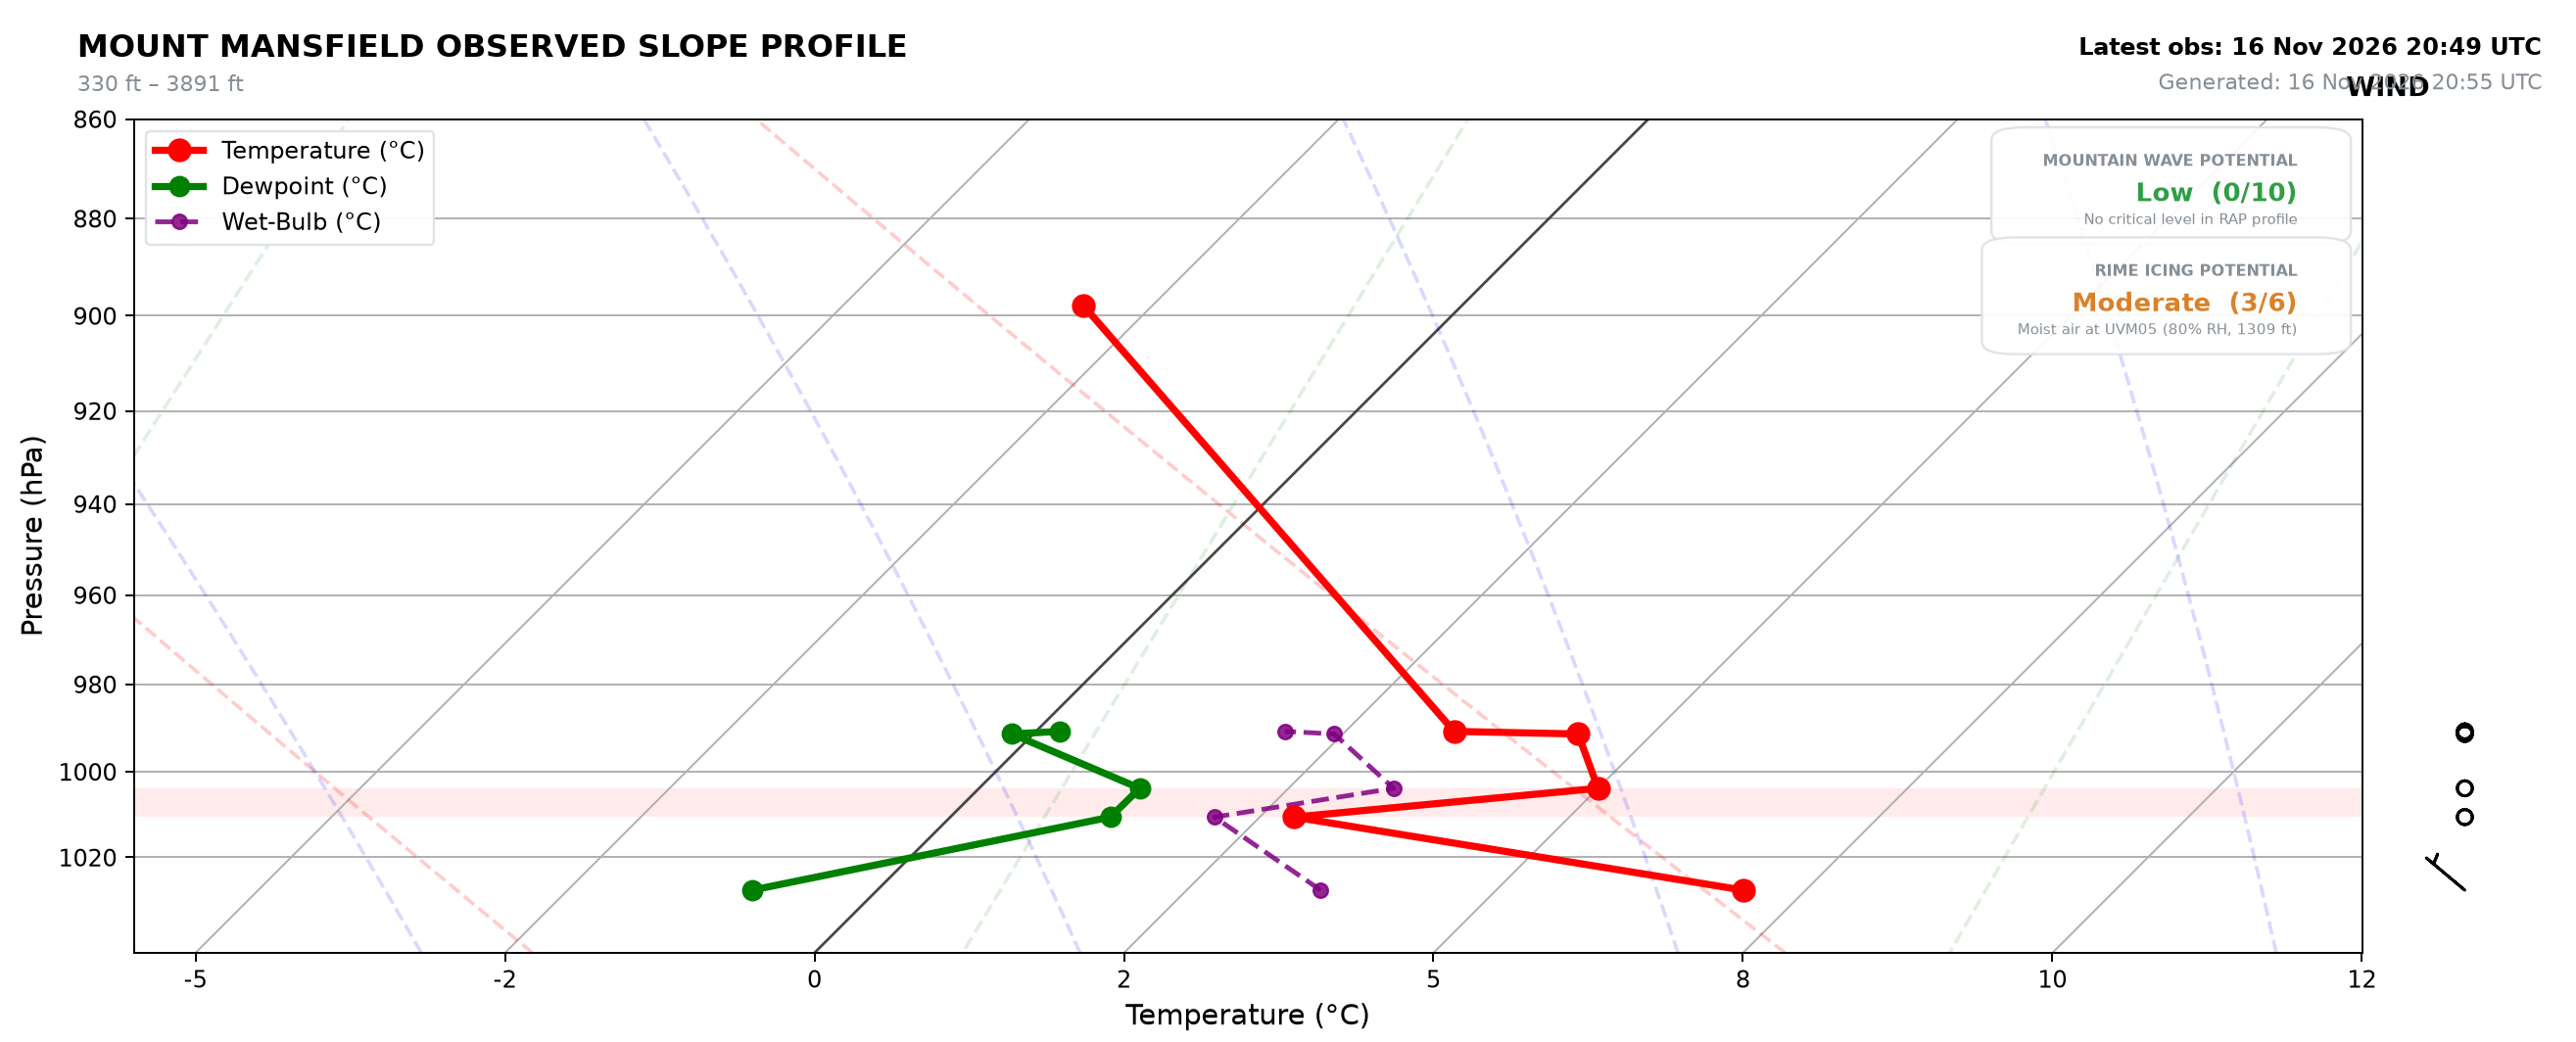 MOUNT MANSFIELD OBSERVED SLOPE PROFILE
330 ft – 3891 ft
Latest obs: 16 Nov 2026 20:49 UTC
Generated: 16 Nov 2026 20:55 UTC
WIND
Temperature (°C)
Dewpoint (°C)
Wet-Bulb (°C)
MOUNTAIN WAVE POTENTIAL
Low (0/10)
No critical level in RAP profile
RIME ICING POTENTIAL
Moderate (3/6)
Moist air at UVM05 (80% RH, 1309 ft)
Pressure (hPa)
860
880
900
920
940
960
980
1000
1020
-5 -2 0 2 5 8 10 12
Temperature (°C)